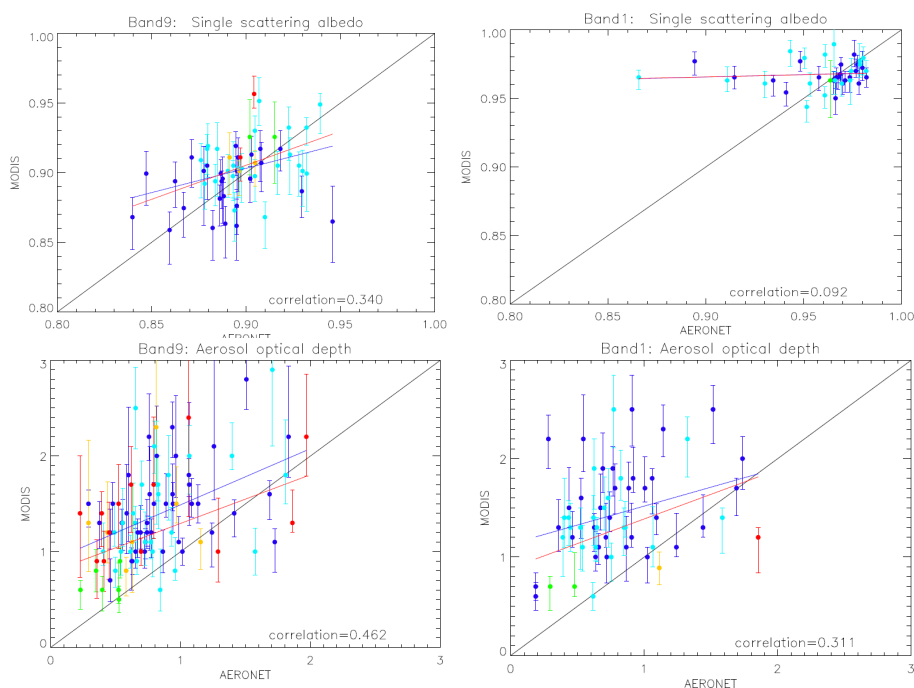 Band9: Single scattering albedo
1.00
0.95
0.90
0.85
0.80
MODIS
correlation=0.340
0.80 0.85 0.90 0.95 1.00
AERONET
Band1: Single scattering albedo
1.00
0.95
0.90
0.85
0.80
MODIS
correlation=0.092
0.80 0.85 0.90 0.95 1.00
AERONET
Band9: Aerosol optical depth
3
2
1
0
MODIS
correlation=0.462
0 1 2 3
AERONET
Band1: Aerosol optical depth
3
2
1
0
MODIS
correlation=0.311
0 1 2 3
AERONET